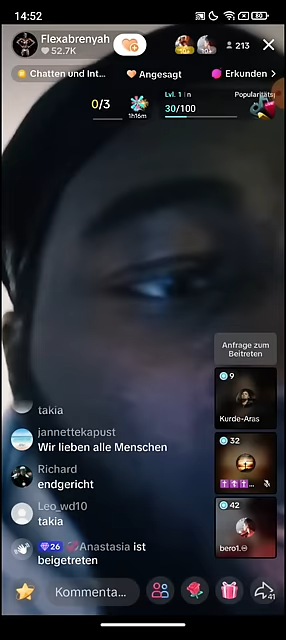 14:52
80
Flexabrenyah
52.7K
101
213
Chatten und Int...
Angesagt
Erkunden
0/3
1h16m
Lvl. 1
30/100
Popularitäts
Anfrage zum
Beitreten
9
Kurde-Aras
32
42
bero1.
takia
jannettekapust
Wir lieben alle Menschen
Richard
endgericht
Leo_wd10
takia
26 Anastasia ist
beigetreten
Kommenta...
41